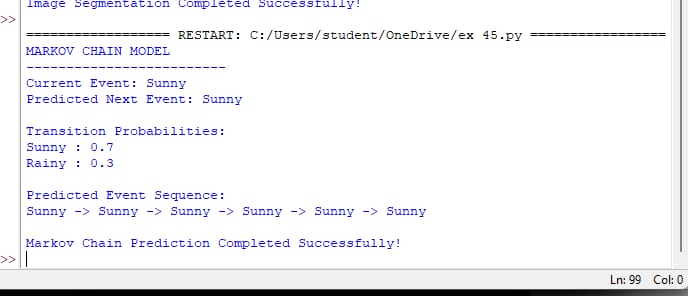 Image Segmentation Completed Successfully!
>>
================== RESTART: C:/Users/student/OneDrive/ex 45.py =================
MARKOV CHAIN MODEL
-------------------------
Current Event: Sunny
Predicted Next Event: Sunny
Transition Probabilities:
Sunny : 0.7
Rainy : 0.3
Predicted Event Sequence:
Sunny -> Sunny -> Sunny -> Sunny -> Sunny -> Sunny
Markov Chain Prediction Completed Successfully!
>>
Ln: 99 Col: 0